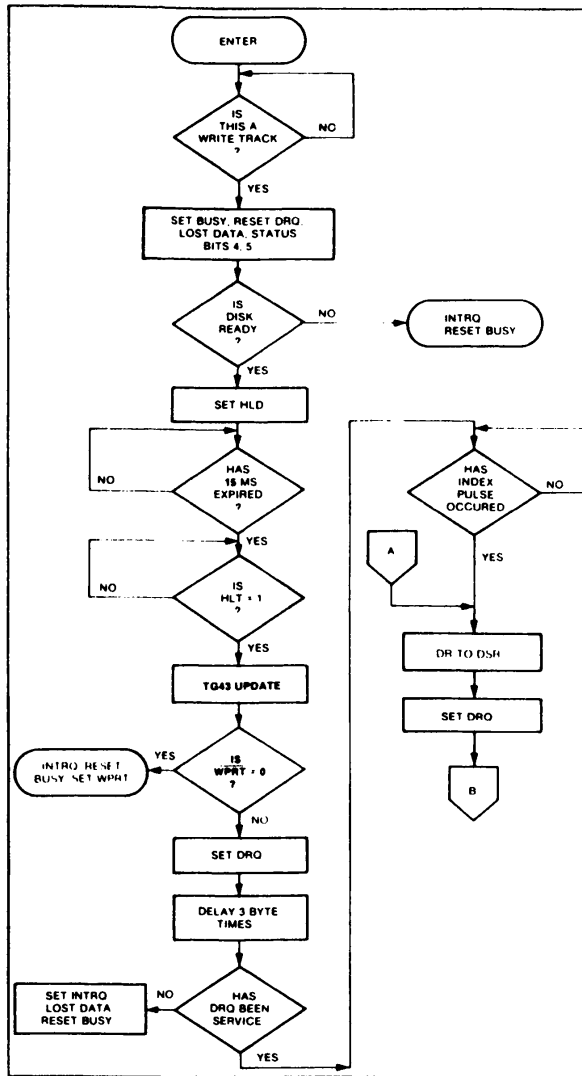 ENTER
IS
THIS A
WRITE TRACK
?
NO
YES
SET BUSY, RESET DRQ,
LOST DATA, STATUS
BITS 4, 5
IS
DISK
READY
?
NO
INTRQ
RESET BUSY
YES
SET HLD
HAS
15 MS
EXPIRED
?
NO
YES
IS
HLT = 1
?
NO
YES
TG43 UPDATE
IS
WPRT = 0
?
YES
INTRQ RESET
BUSY SET WPRT
NO
SET DRQ
DELAY 3 BYTE
TIMES
HAS
DRQ BEEN
SERVICE
NO
SET INTRQ
LOST DATA
RESET BUSY
YES
HAS
INDEX
PULSE
OCCURED
NO
YES
A
DR TO DSR
SET DRQ
B